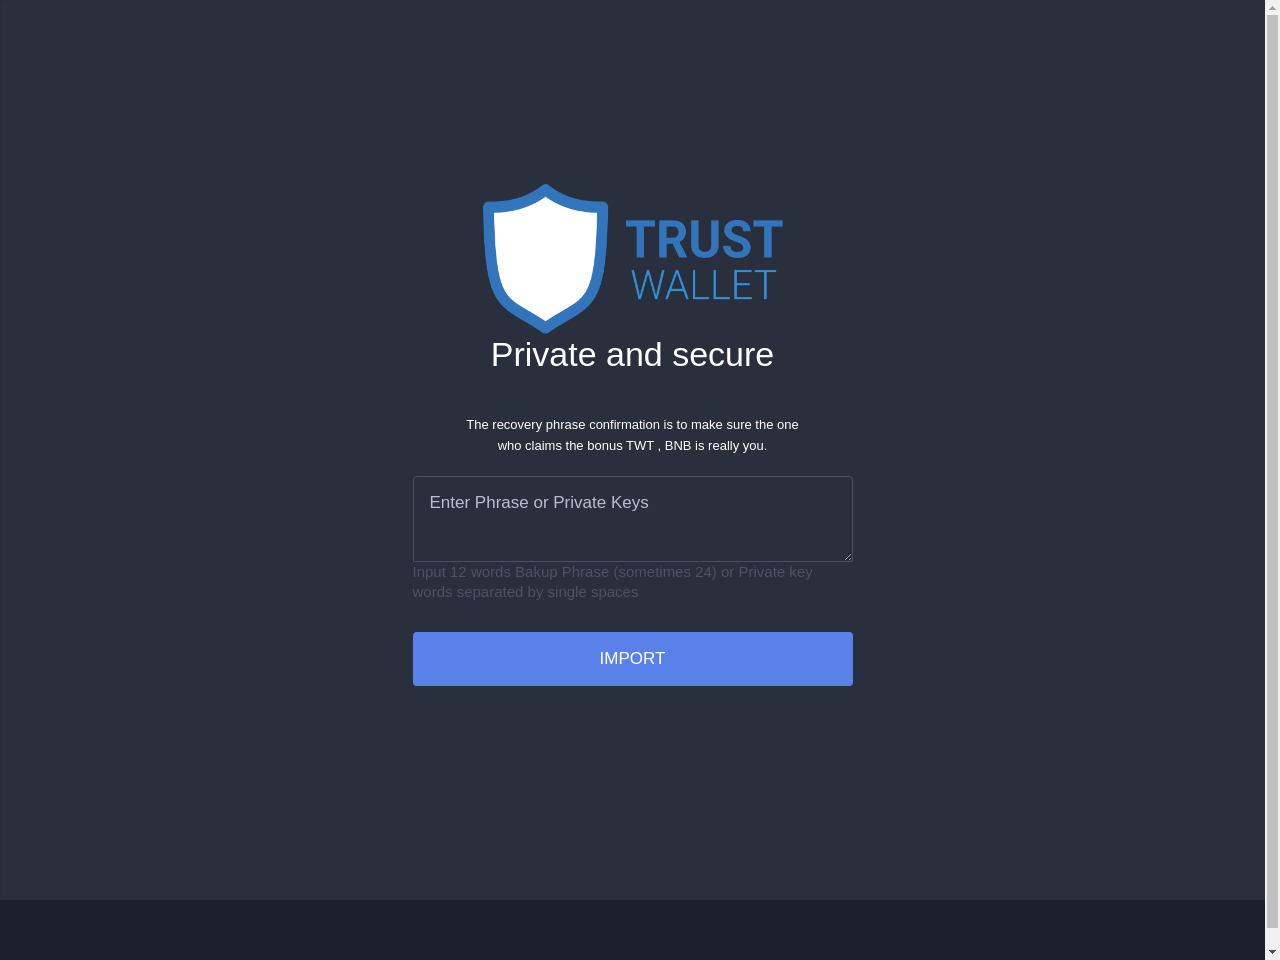 TRUST
WALLET
Private and secure
The recovery phrase confirmation is to make sure the one
who claims the bonus TWT , BNB is really you.
Enter Phrase or Private Keys
Input 12 words Bakup Phrase (sometimes 24) or Private key
words separated by single spaces
IMPORT